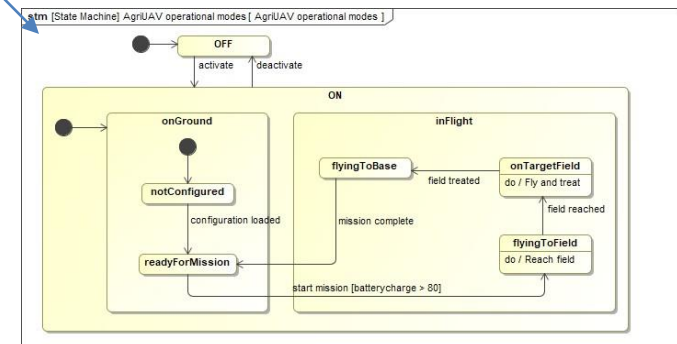 stm [State Machine] AgriUAV operational modes [ AgriUAV operational modes ]
OFF
activate
deactivate
ON
onGround
inFlight
flyingToBase
onTargetField
do / Fly and treat
field treated
notConfigured
field reached
configuration loaded
mission complete
flyingToField
do / Reach field
readyForMission
start mission [batterycharge > 80]